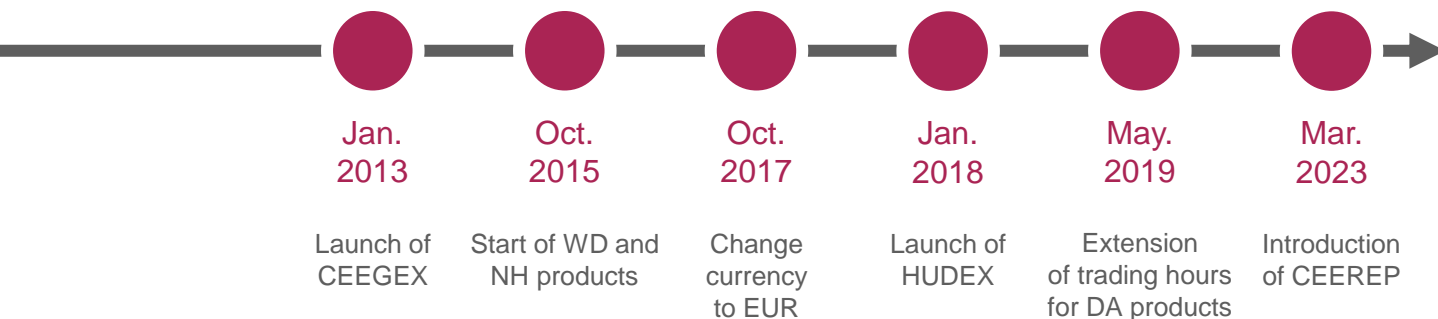 Jan.
2013
Launch of
CEEGEX
Oct.
2015
Start of WD and
NH products
Oct.
2017
Change
currency
to EUR
Jan.
2018
Launch of
HUDEX
May.
2019
Extension
of trading hours
for DA products
Mar.
2023
Introduction
of CEEREP